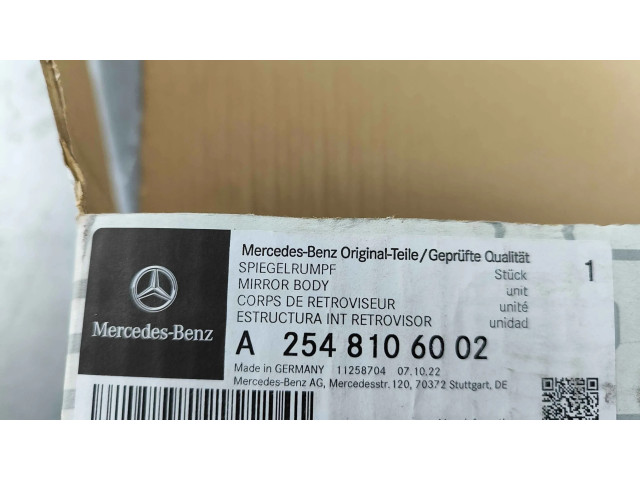 Mercedes-Benz Original-Teile/Geprüfte Qualität
SPIEGELRUMPF Stück 1
MIRROR BODY unit
CORPS DE RETROVISEUR unité
ESTRUCTURA INT RETROVISOR unidad
Mercedes-Benz
A 254 810 60 02
Made in GERMANY 11258704 07.10.22
Mercedes-Benz AG, Mercedesstr.120, 70372 Stuttgart, DE